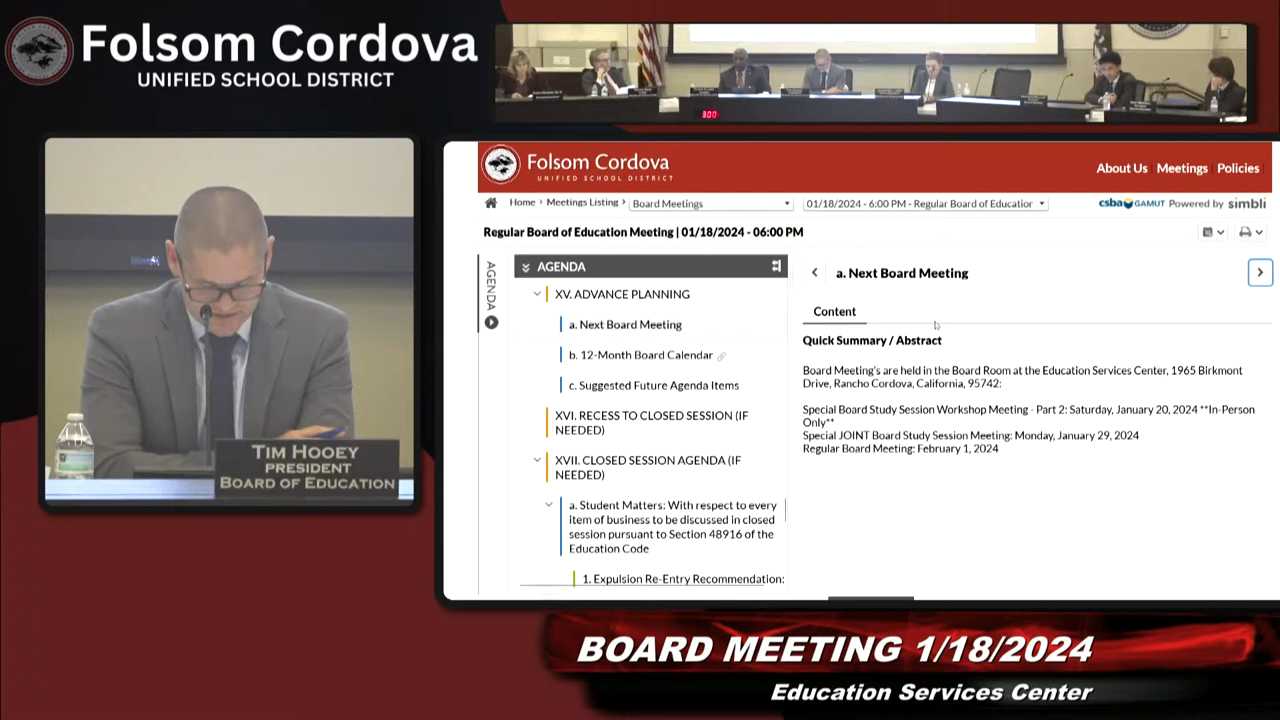 Folsom Cordova
UNIFIED SCHOOL DISTRICT
3:00
TIM HOOEY
PRESIDENT
BOARD OF EDUCATION
Folsom Cordova
UNIFIED SCHOOL DISTRICT
About Us Meetings Policies
Home > Meetings Listing > Board Meetings
01/18/2024 - 6:00 PM - Regular Board of Educatior
csba GAMUT Powered by simbli
Regular Board of Education Meeting | 01/18/2024 - 06:00 PM
AGENDA
AGENDA
XV. ADVANCE PLANNING
a. Next Board Meeting
b. 12-Month Board Calendar
c. Suggested Future Agenda Items
XVI. RECESS TO CLOSED SESSION (IF
NEEDED)
XVII. CLOSED SESSION AGENDA (IF
NEEDED)
a. Student Matters: With respect to every
item of business to be discussed in closed
session pursuant to Section 48916 of the
Education Code
1. Expulsion Re-Entry Recommendation:
a. Next Board Meeting
Content
Quick Summary / Abstract
Board Meeting's are held in the Board Room at the Education Services Center, 1965 Birkmont
Drive, Rancho Cordova, California, 95742:
Special Board Study Session Workshop Meeting - Part 2: Saturday, January 20, 2024 **In-Person
Only**
Special JOINT Board Study Session Meeting: Monday, January 29, 2024
Regular Board Meeting: February 1, 2024
BOARD MEETING 1/18/2024
Education Services Center